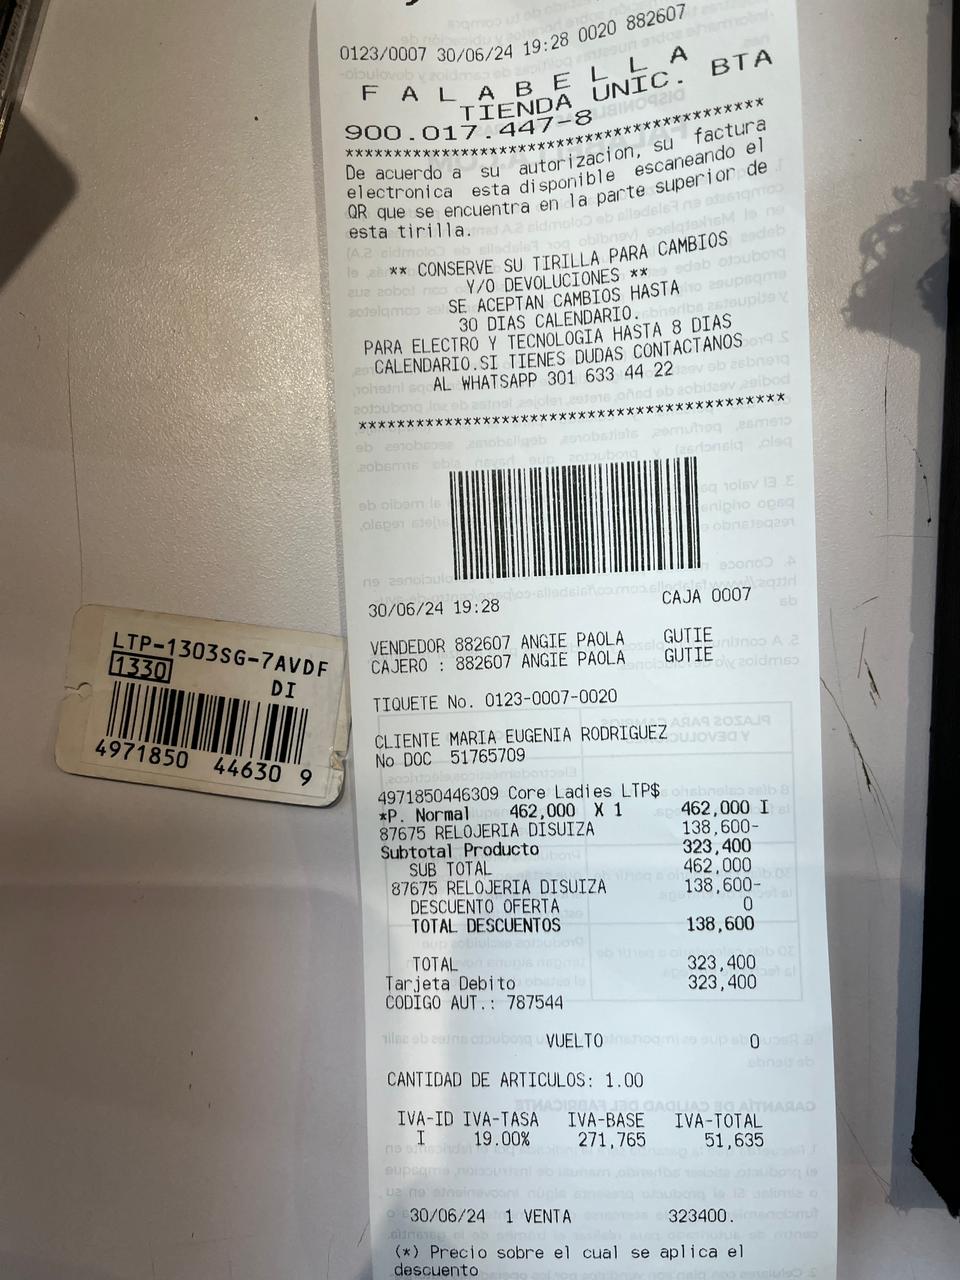 0123/0007 30/06/24 19:28 0020 882607
F A L A B E L L A
TIENDA UNIC. BTA
900.017.447-8
******************************************
De acuerdo a su autorizacion, su factura
electronica esta disponible escaneando el
QR que se encuentra en la parte superior de
esta tirilla.
** CONSERVE SU TIRILLA PARA CAMBIOS
Y/O DEVOLUCIONES **
SE ACEPTAN CAMBIOS HASTA
30 DIAS CALENDARIO.
PARA ELECTRO Y TECNOLOGIA HASTA 8 DIAS
CALENDARIO.SI TIENES DUDAS CONTACTANOS
AL WHATSAPP 301 633 44 22
******************************************
30/06/24 19:28 CAJA 0007
VENDEDOR 882607 ANGIE PAOLA GUTIE
CAJERO : 882607 ANGIE PAOLA GUTIE
TIQUETE No. 0123-0007-0020
CLIENTE MARIA EUGENIA RODRIGUEZ
No DOC 51765709
4971850446309 Core Ladies LTP$
*P. Normal 462,000 X 1 462,000 I
87675 RELOJERIA DISUIZA 138,600-
Subtotal Producto 323,400
SUB TOTAL 462,000
87675 RELOJERIA DISUIZA 138,600-
DESCUENTO OFERTA 0
TOTAL DESCUENTOS 138,600
TOTAL 323,400
Tarjeta Debito 323,400
CODIGO AUT.: 787544
VUELTO 0
CANTIDAD DE ARTICULOS: 1.00
IVA-ID IVA-TASA IVA-BASE IVA-TOTAL
I 19.00% 271,765 51,635
30/06/24 1 VENTA 323400.
(*) Precio sobre el cual se aplica el
descuento
LTP-1303SG-7AVDF
1330 DI
4971850 44630 9